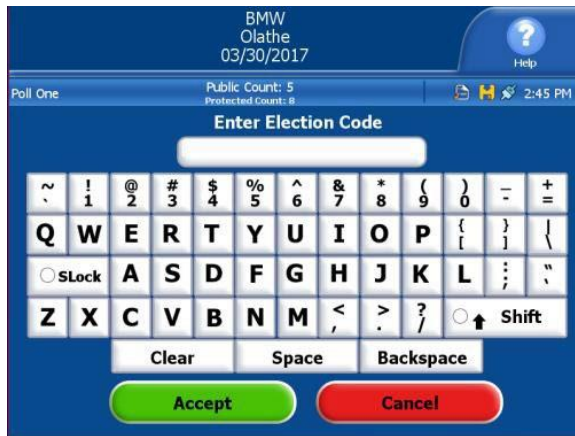 BMW
Olathe
03/30/2017
Help
Poll One
Public Count: 5
Protected Count: 8
2:45 PM
Enter Election Code
~ ! @ # $ % ^ & * ( ) _ +
` 1 2 3 4 5 6 7 8 9 0 - =
Q W E R T Y U I O P { } |
[ ] \
SLock A S D F G H J K L : "
; '
Z X C V B N M < > ? Shift
, . /
Clear Space Backspace
Accept Cancel